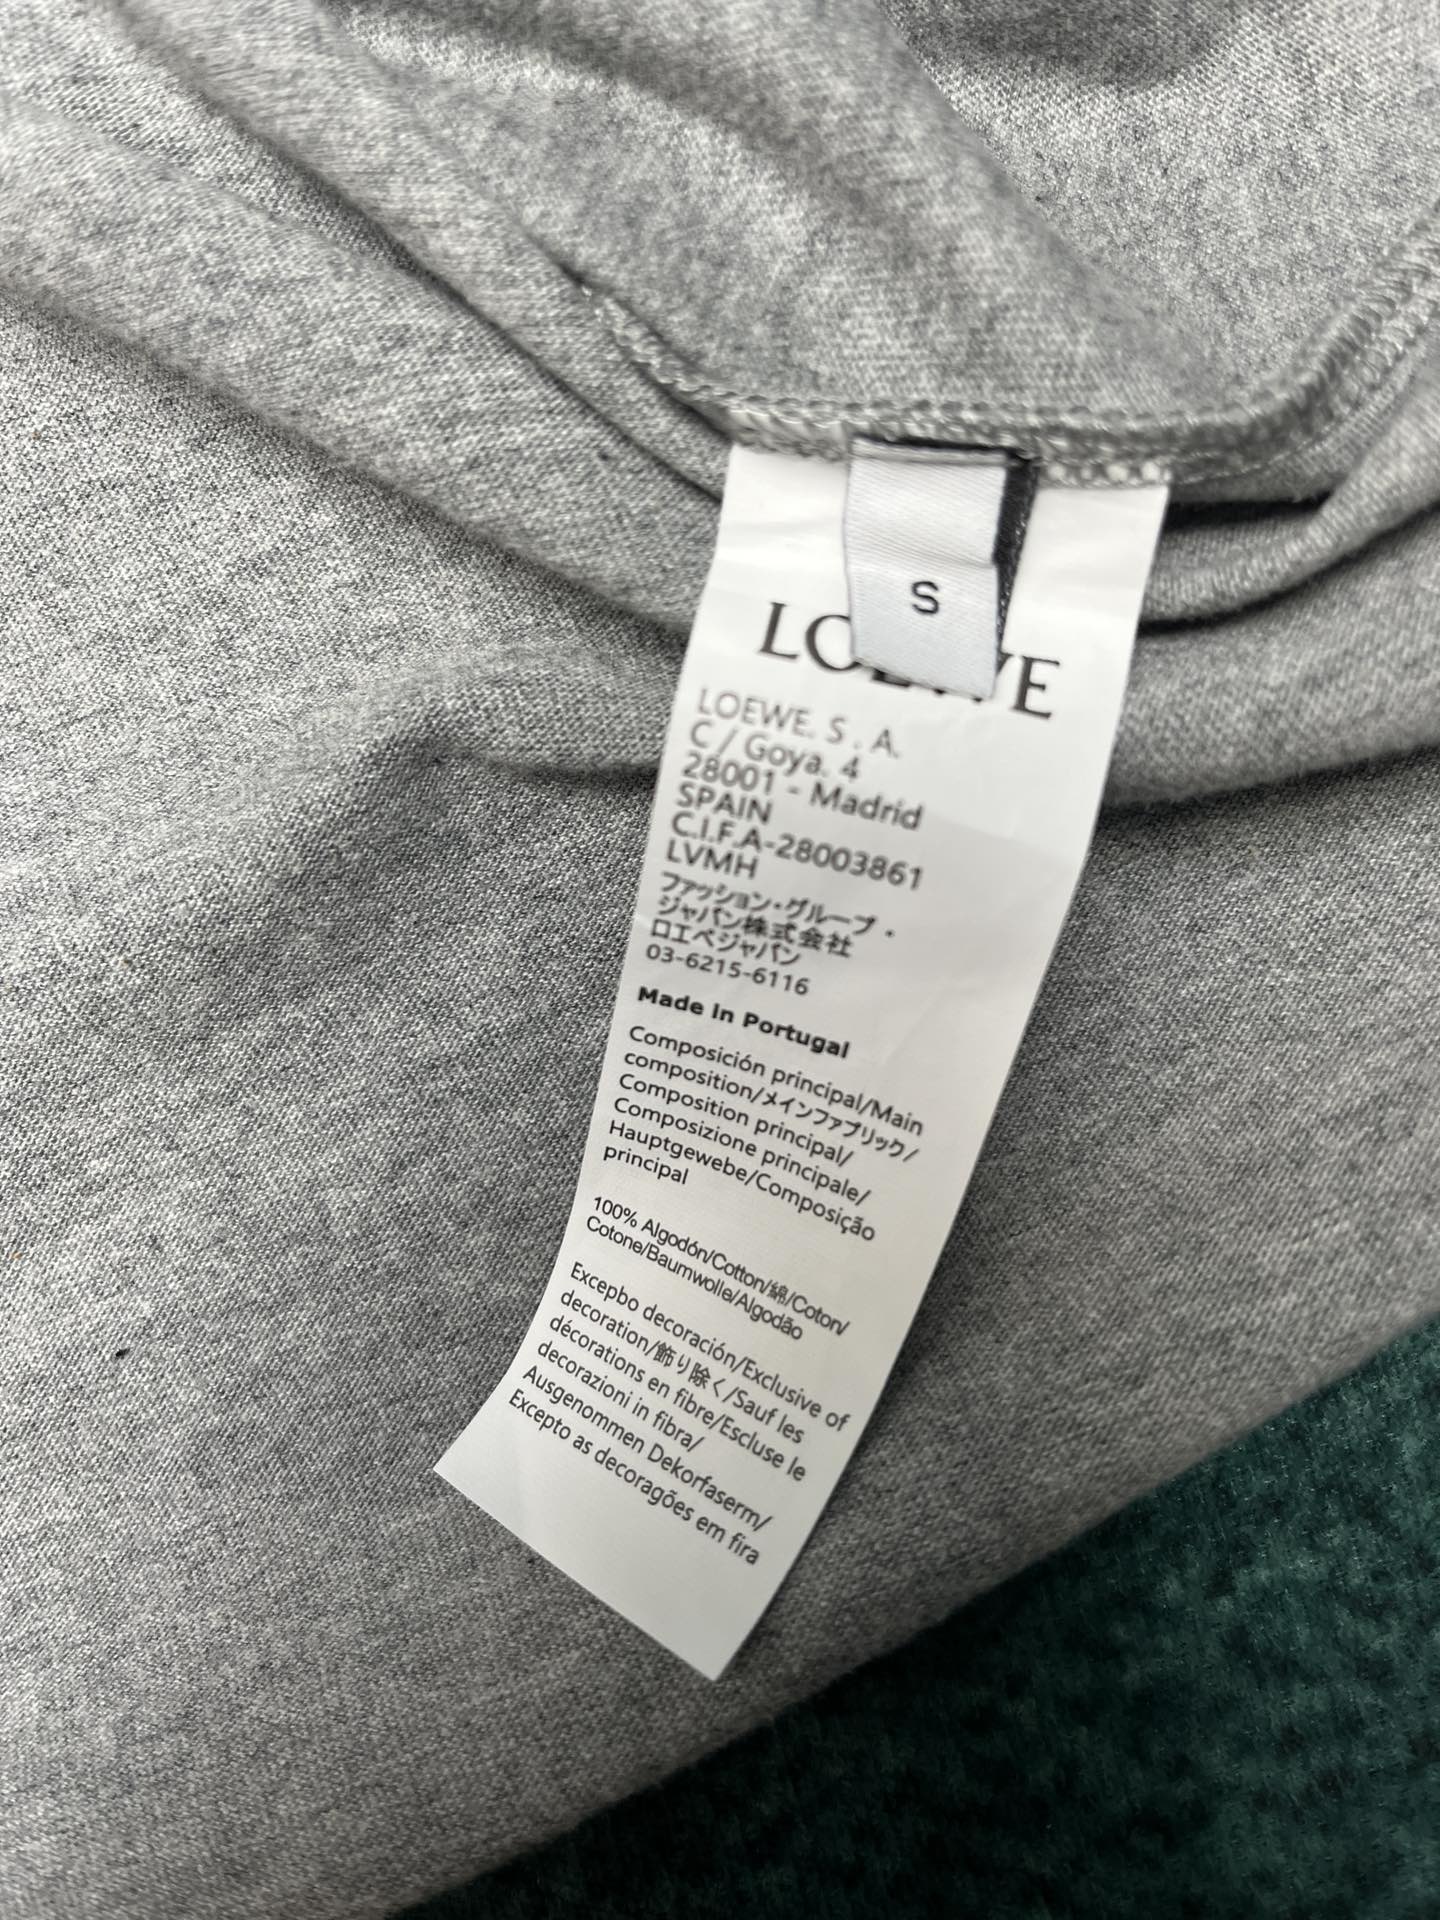 S
LOEWE
LOEWE. S . A.
C / Goya. 4
28001 - Madrid
SPAIN
C.I.F.A-28003861
LVMH
ファッション・グループ・
ジャパン株式会社
ロエベジャパン
03-6215-6116
Made in Portugal
Composición principal/Main
composition/メインファブリック/
Composition principal/
Composizione principale/
Hauptgewebe/Composição
principal
100% Algodón/Cotton/綿/Coton/
Cotone/Baumwolle/Algodão
Excepbo decoración/Exclusive of
decoration/飾り除く/Sauf les
décorations en fibre/Escluse le
decorazioni in fibra/
Ausgenommen Dekorfaserm/
Excepto as decoragões em fira